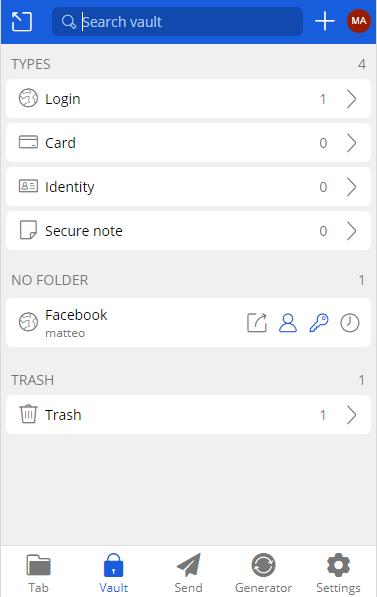 Search vault
MA
TYPES 4
Login 1
Card 0
Identity 0
Secure note 0
NO FOLDER 1
Facebook
matteo
TRASH 1
Trash 1
Tab Vault Send Generator Settings